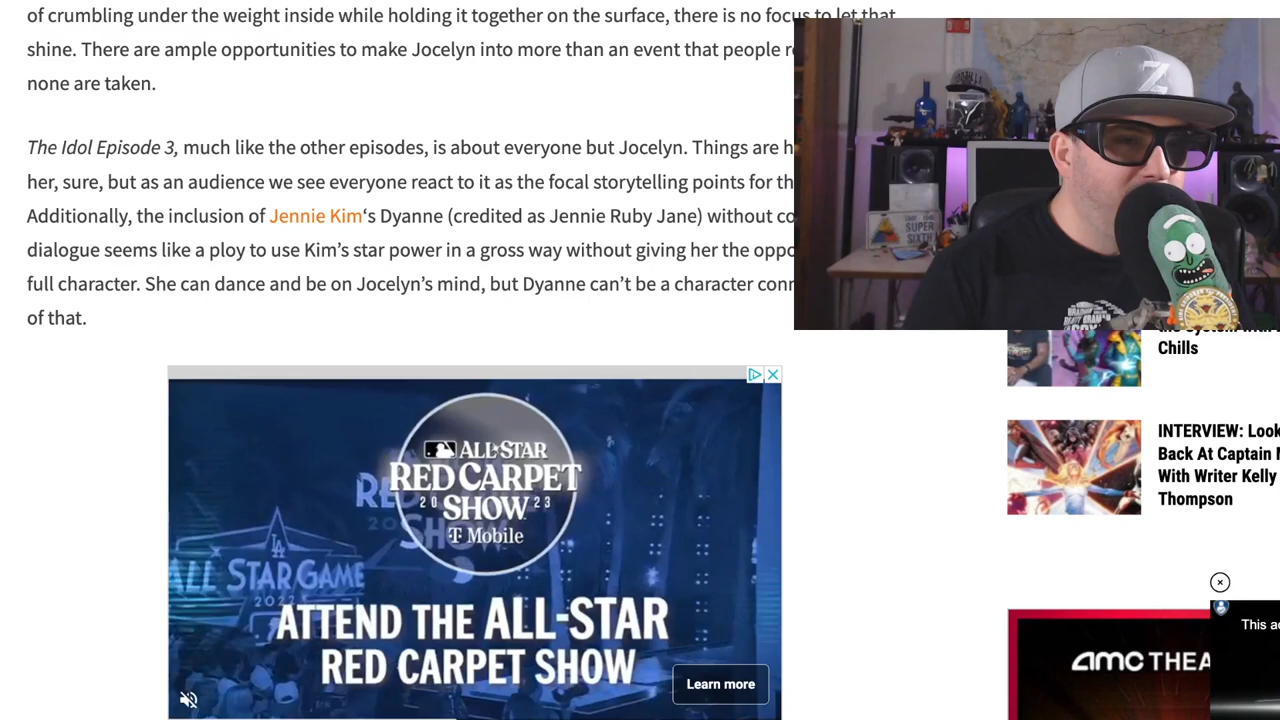 of crumbling under the weight inside while holding it together on the surface, there is no focus to let that
shine. There are ample opportunities to make Jocelyn into more than an event that people
none are taken.
The Idol Episode 3, much like the other episodes, is about everyone but Jocelyn. Things are
her, sure, but as an audience we see everyone react to it as the focal storytelling points for
Additionally, the inclusion of Jennie Kim‘s Dyanne (credited as Jennie Ruby Jane) without
dialogue seems like a ploy to use Kim’s star power in a gross way without giving her the
full character. She can dance and be on Jocelyn’s mind, but Dyanne can’t be a character
of that.
Z
SUPER
SIXTH
Chills
INTERVIEW: Look
Back At Captain
With Writer Kelly
Thompson
ALL★STAR
RED CARPET
2023
SHOW
T Mobile
LA
ALL STAR GAME
2022
ATTEND THE ALL-STAR
RED CARPET SHOW
Learn more
This
amc THEA